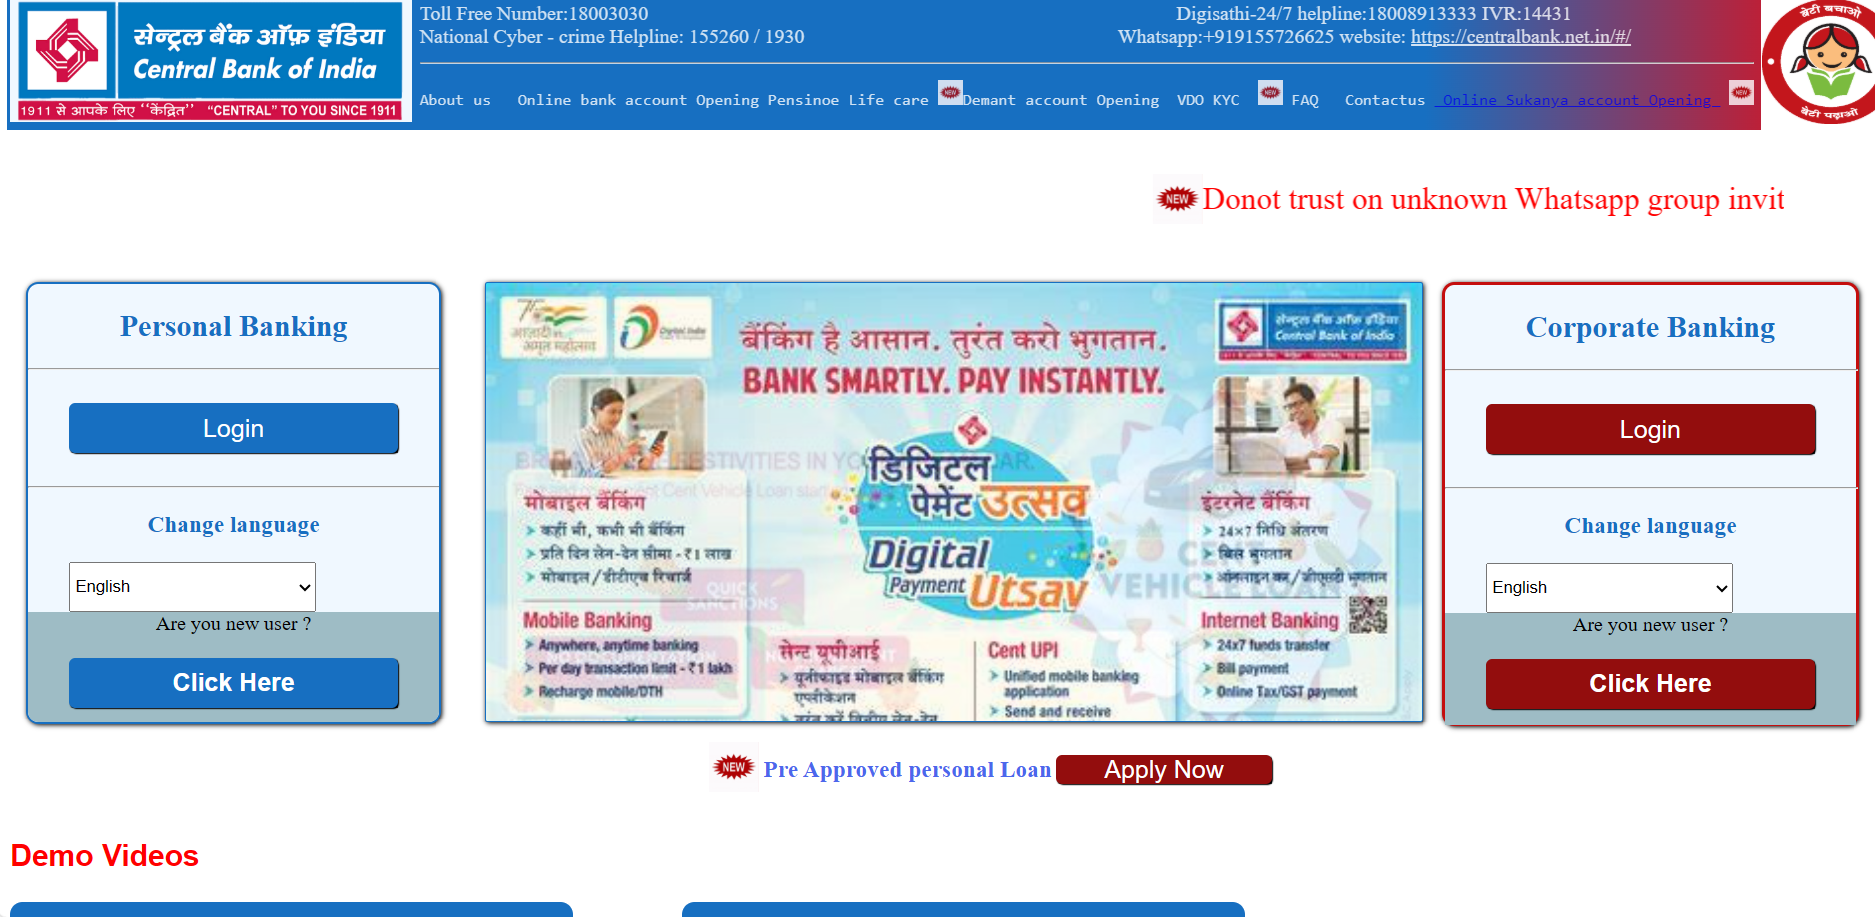 सेन्ट्रल बैंक ऑफ़ इंडिया
Central Bank of India
1911 से आपके लिए ‘‘केंद्रित’’ “CENTRAL” TO YOU SINCE 1911
Toll Free Number:18003030
National Cyber - crime Helpline: 155260 / 1930
Digisathi-24/7 helpline:18008913333 IVR:14431
Whatsapp:+919155726625 website: https://centralbank.net.in/#/
About us Online bank account Opening Pensinoe Life care NEW Demant account Opening VDO KYC NEW FAQ Contactus Online Sukanya account Opening NEW
बेटी बचाओ
बेटी पढ़ाओ
NEW Donot trust on unknown Whatsapp group invit
Personal Banking
Login
Change language
English
Are you new user ?
Click Here
आज़ादी का
अमृत महोत्सव
Digital India
बैंकिंग है आसान. तुरंत करो भुगतान.
BANK SMARTLY. PAY INSTANTLY.
सेन्ट्रल बैंक ऑफ़ इंडिया
Central Bank of India
डिजिटल
पेमेंट उत्सव
Digital
Payment Utsav
मोबाइल बैंकिंग
➤ कहीं भी, कभी भी बैंकिंग
➤ प्रति दिन लेन-देन सीमा - ₹1 लाख
➤ मोबाइल/डीटीएच रिचार्ज
Mobile Banking
➤ Anywhere, anytime banking
➤ Per day transaction limit - ₹1 lakh
➤ Recharge mobile/DTH
सेन्ट यूपीआई
➤ यूनीफाइड मोबाइल बैंकिंग
एप्लीकेशन
Cent UPI
➤ Unified mobile banking
application
➤ Send and receive
इंटरनेट बैंकिंग
➤ 24x7 निधि अंतरण
➤ बिल भुगतान
➤ ऑनलाइन कर/जीएसटी भुगतान
Internet Banking
➤ 24x7 funds transfer
➤ Bill payment
➤ Online Tax/GST payment
QUICK
SANCTIONS
CENT
VEHICLE LOAN
Corporate Banking
Login
Change language
English
Are you new user ?
Click Here
NEW Pre Approved personal Loan Apply Now
Demo Videos